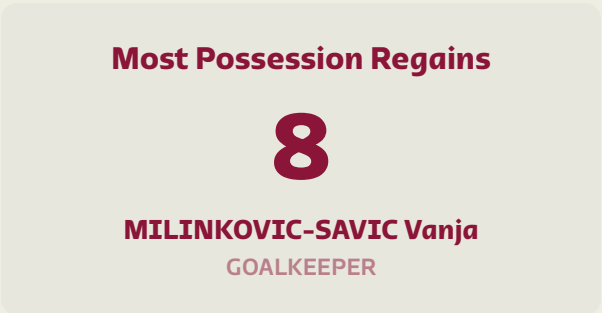 Most Possession Regains
8
MILINKOVIC-SAVIC Vanja
GOALKEEPER